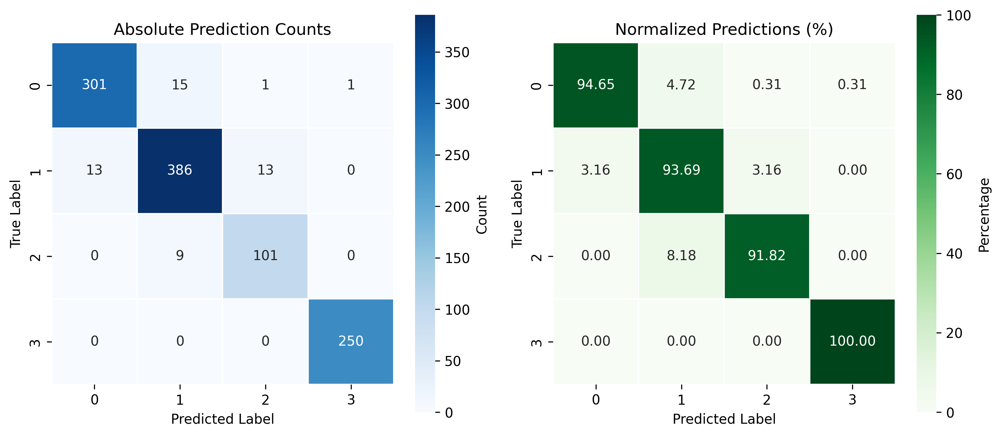 Absolute Prediction Counts
True Label
0
301 15 1 1
1
13 386 13 0
2
0 9 101 0
3
0 0 0 250
0 1 2 3
Predicted Label
350
300
250
200
150
100
50
0
Count
Normalized Predictions (%)
True Label
0
94.65 4.72 0.31 0.31
1
3.16 93.69 3.16 0.00
2
0.00 8.18 91.82 0.00
3
0.00 0.00 0.00 100.00
0 1 2 3
Predicted Label
100
80
60
40
20
0
Percentage